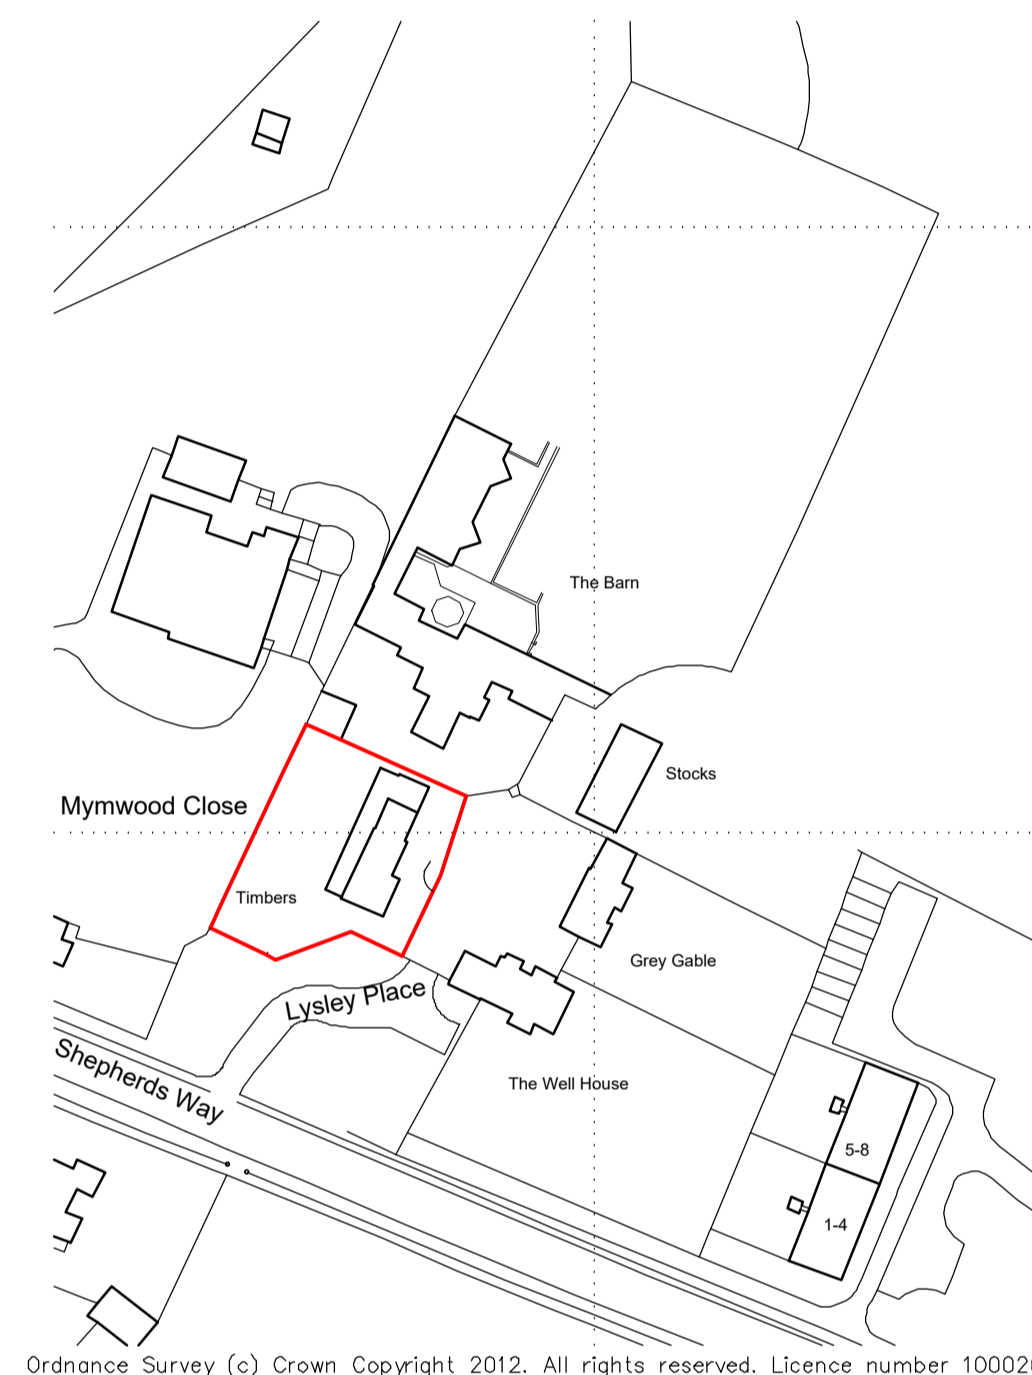 The Barn
Stocks
Mymwood Close
Timbers
Grey Gable
Lysley Place
Shepherds Way
The Well House
5-8
1-4
Ordnance Survey (c) Crown Copyright 2012. All rights reserved. Licence number 10002